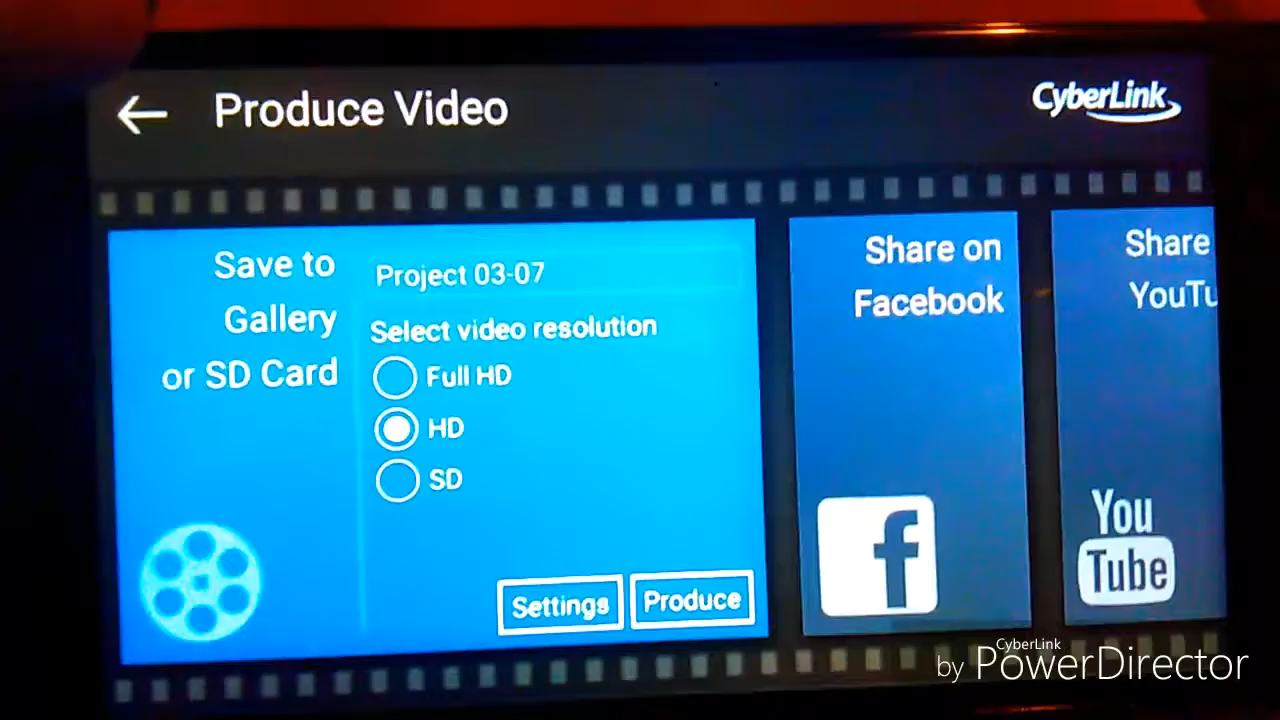 Produce Video
CyberLink
Save to
Gallery
or SD Card
Project 03-07
Select video resolution
Full HD
HD
SD
Settings
Produce
Share on
Facebook
f
Share
YouTu
You
Tube
CyberLink
by PowerDirector